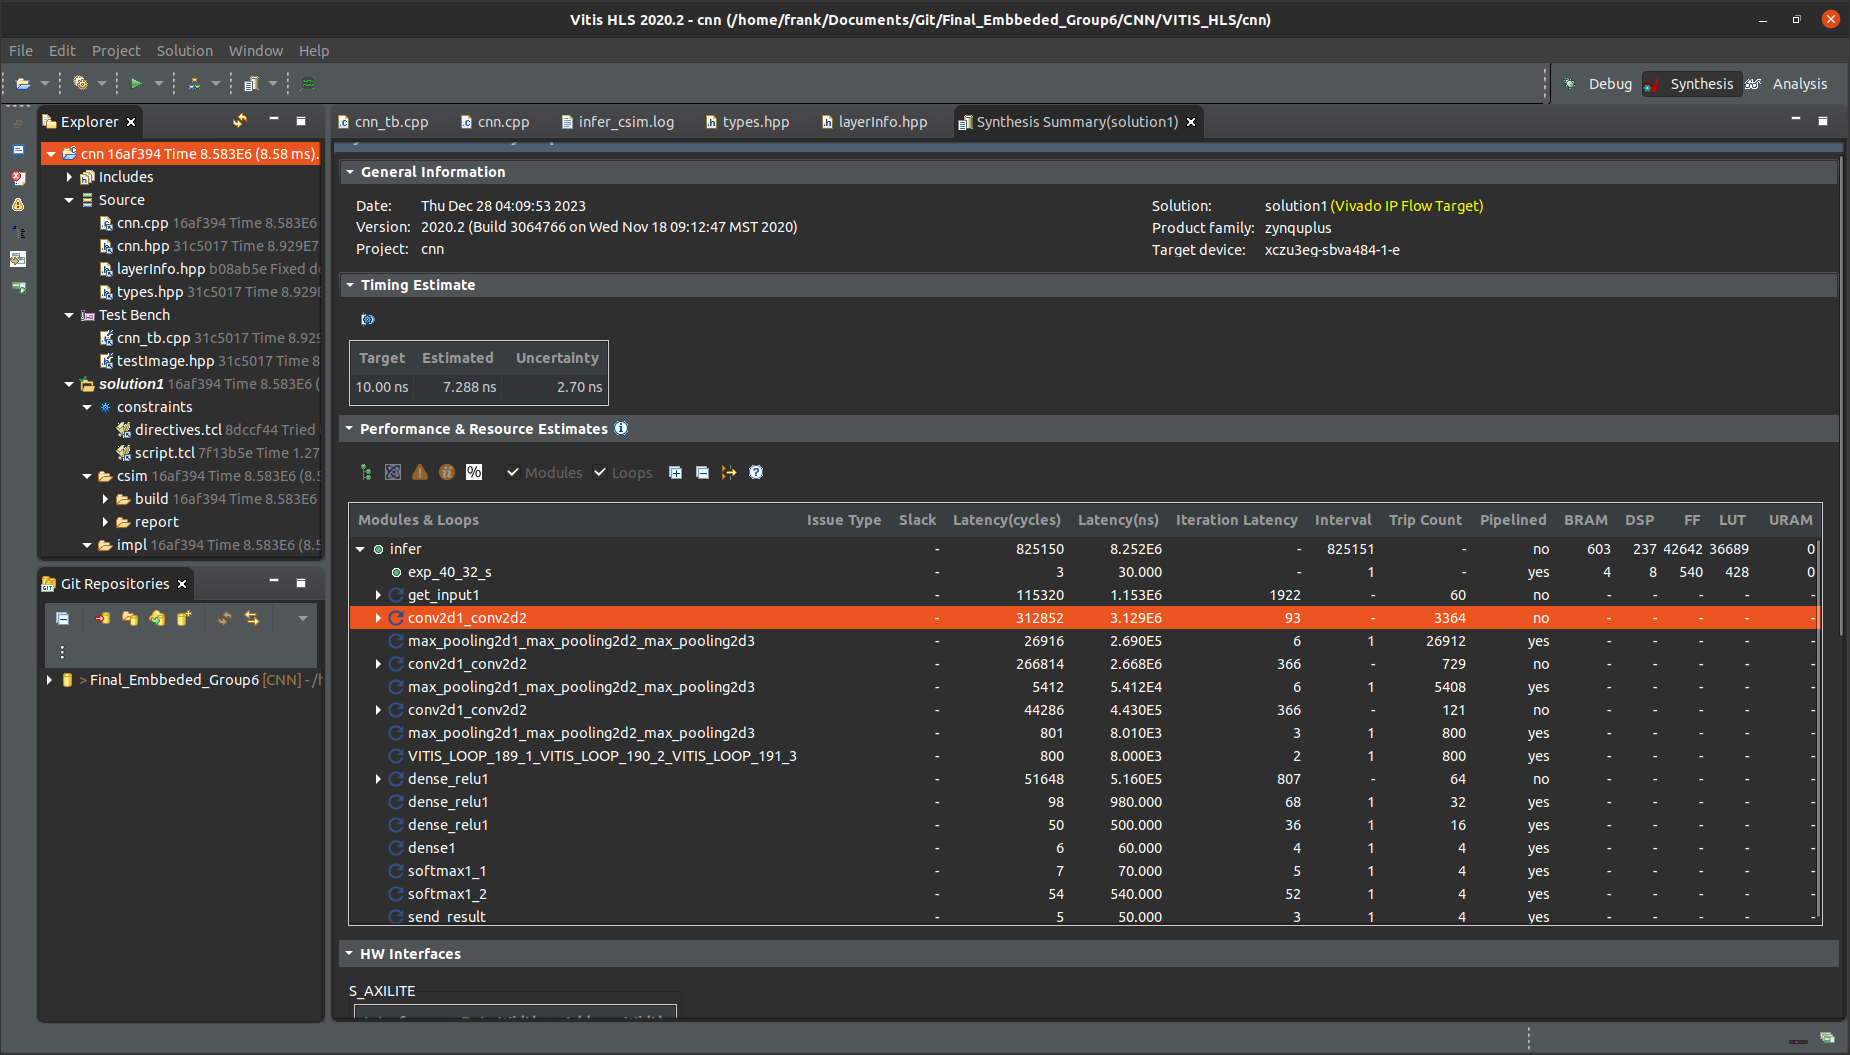 Vitis HLS 2020.2 - cnn (/home/frank/Documents/Git/Final_Embbeded_Group6/CNN/VITIS_HLS/cnn)
File Edit Project Solution Window Help
Debug Synthesis Analysis
Explorer
cnn_tb.cpp cnn.cpp infer_csim.log types.hpp layerInfo.hpp Synthesis Summary(solution1)
cnn 16af394 Time 8.583E6 (8.58 ms).
Includes
Source
cnn.cpp 16af394 Time 8.583E6
cnn.hpp 31c5017 Time 8.929E7
layerInfo.hpp b08ab5e Fixed
types.hpp 31c5017 Time 8.929E
Test Bench
cnn_tb.cpp 31c5017 Time 8.929
testImage.hpp 31c5017 Time 8
solution1 16af394 Time 8.583E6 (
constraints
directives.tcl 8dccf44 Tried
script.tcl 7f13b5e Time 1.27
csim 16af394 Time 8.583E6 (8.5
build 16af394 Time 8.583E6
report
impl 16af394 Time 8.583E6 (8.5
Git Repositories
> Final_Embbeded_Group6 [CNN] - /h
General Information
Date: Thu Dec 28 04:09:53 2023
Version: 2020.2 (Build 3064766 on Wed Nov 18 09:12:47 MST 2020)
Project: cnn
Solution: solution1 (Vivado IP Flow Target)
Product family: zynquplus
Target device: xczu3eg-sbva484-1-e
Timing Estimate
Target Estimated Uncertainty
10.00 ns 7.288 ns 2.70 ns
Performance & Resource Estimates
% Modules Loops
Modules & Loops Issue Type Slack Latency(cycles) Latency(ns) Iteration Latency Interval Trip Count Pipelined BRAM DSP FF LUT URAM
infer - 825150 8.252E6 - 825151 - no 603 237 42642 36689 0
exp_40_32_s - 3 30.000 - 1 - yes 4 8 540 428 0
get_input1 - 115320 1.153E6 1922 - 60 no - - - - -
conv2d1_conv2d2 - 312852 3.129E6 93 - 3364 no - - - - -
max_pooling2d1_max_pooling2d2_max_pooling2d3 - 26916 2.690E5 6 1 26912 yes - - - - -
conv2d1_conv2d2 - 266814 2.668E6 366 - 729 no - - - - -
max_pooling2d1_max_pooling2d2_max_pooling2d3 - 5412 5.412E4 6 1 5408 yes - - - - -
conv2d1_conv2d2 - 44286 4.430E5 366 - 121 no - - - - -
max_pooling2d1_max_pooling2d2_max_pooling2d3 - 801 8.010E3 3 1 800 yes - - - - -
VITIS_LOOP_189_1_VITIS_LOOP_190_2_VITIS_LOOP_191_3 - 800 8.000E3 2 1 800 yes - - - - -
dense_relu1 - 51648 5.160E5 807 - 64 no - - - - -
dense_relu1 - 98 980.000 68 1 32 yes - - - - -
dense_relu1 - 50 500.000 36 1 16 yes - - - - -
dense1 - 6 60.000 4 1 4 yes - - - - -
softmax1_1 - 7 70.000 5 1 4 yes - - - - -
softmax1_2 - 54 540.000 52 1 4 yes - - - - -
send_result - 5 50.000 3 1 4 yes - - - - -
HW Interfaces
S_AXILITE